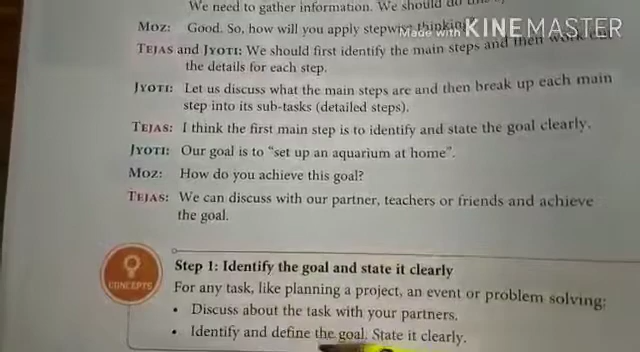 We need to gather information. We should do
Moz: Good. So, how will you apply stepwise thinking
Made with KINEMASTER
TEJAS and JYOTI: We should first identify the main steps and then work out
the details for each step.
JYOTI: Let us discuss what the main steps are and then break up each main
step into its sub-tasks (detailed steps).
TEJAS: I think the first main step is to identify and state the goal clearly.
JYOTI: Our goal is to “set up an aquarium at home”.
MOZ: How do you achieve this goal?
TEJAS: We can discuss with our partner, teachers or friends and achieve
the goal.
CONCEPTS
Step 1: Identify the goal and state it clearly
For any task, like planning a project, an event or problem solving:
• Discuss about the task with your partners.
• Identify and define the goal. State it clearly.